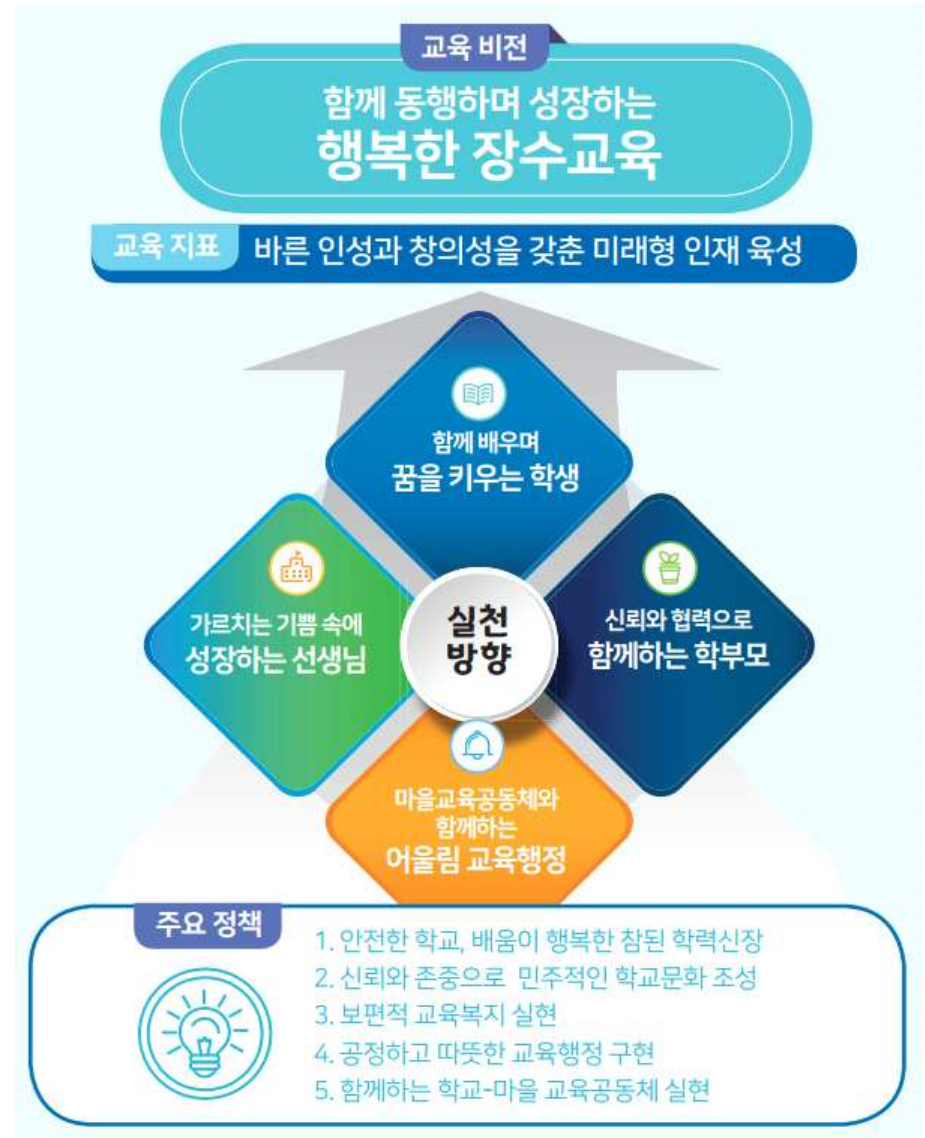 교육 비전
함께 동행하며 성장하는
행복한 장수교육
교육 지표
바른 인성과 창의성을 갖춘 미래형 인재 육성
함께 배우며
꿈을 키우는 학생
가르치는 기쁨 속에
성장하는 선생님
실천
방향
신뢰와 협력으로
함께하는 학부모
마을교육공동체와
함께하는
어울림 교육행정
주요 정책
1. 안전한 학교, 배움이 행복한 참된 학력신장
2. 신뢰와 존중으로 민주적인 학교문화 조성
3. 보편적 교육복지 실현
4. 공정하고 따뜻한 교육행정 구현
5. 함께하는 학교-마을 교육공동체 실현